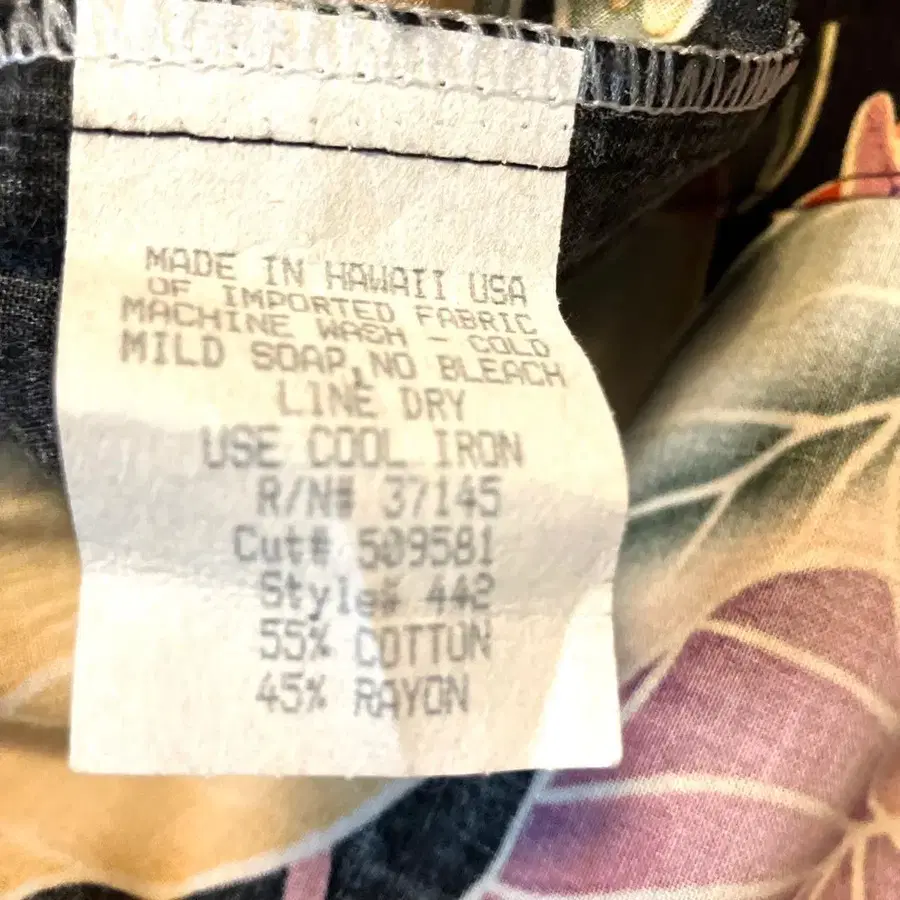 MADE IN HAWAII USA
OF IMPORTED FABRIC
MACHINE WASH - COLD
MILD SOAP, NO BLEACH
LINE DRY
USE COOL IRON
R/N# 37145
Cut# 509581
Style# 442
55% COTTON
45% RAYON